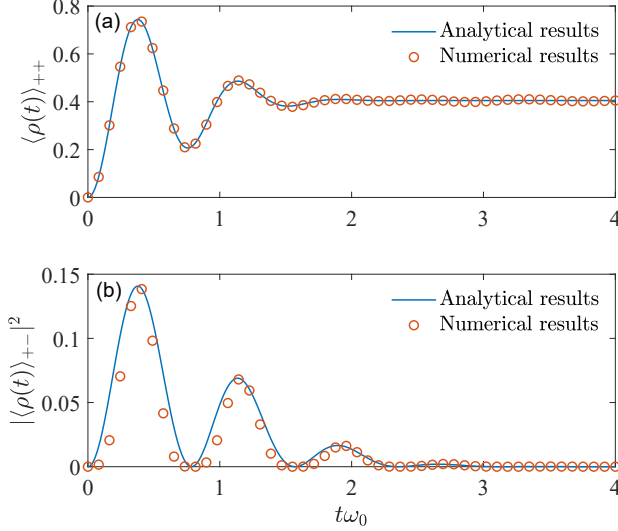 0.8
(a)
Analytical results
Numerical results
0.6
0.4
0.2
0
⟨ρ(t)⟩₊₊
0 1 2 3 4
0.15
(b)
Analytical results
Numerical results
0.1
0.05
0
|⟨ρ(t)⟩₊₋|²
0 1 2 3 4
tω₀